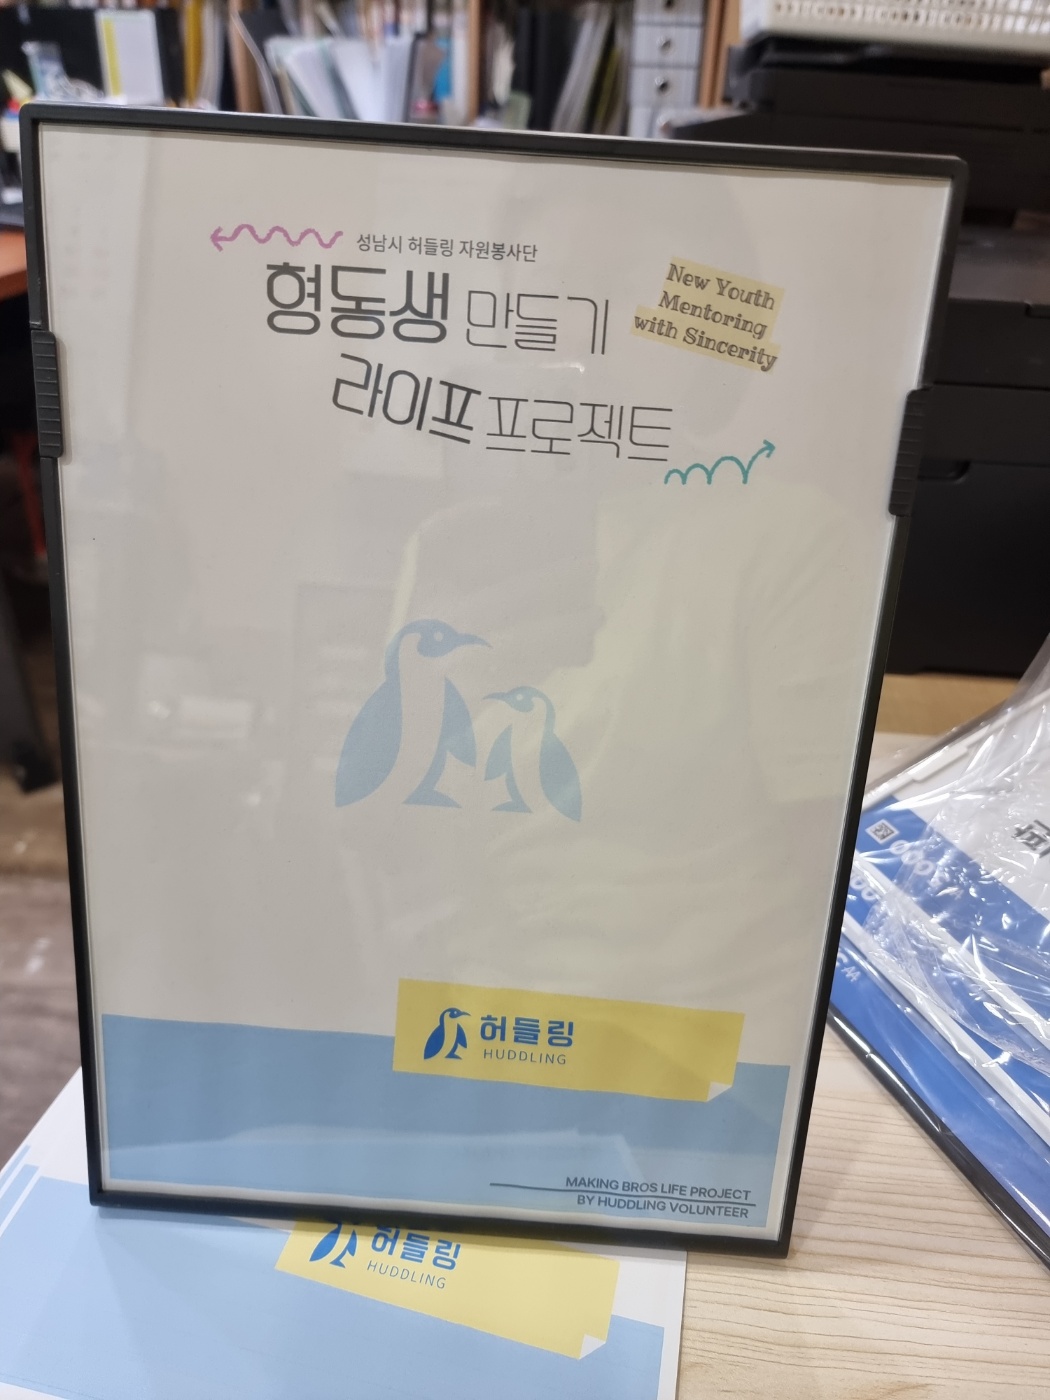 성남시 허들링 자원봉사단
형동생 만들기
라이프 프로젝트
New Youth
Mentoring
with Sincerity
허들링
HUDDLING
MAKING BROS LIFE PROJECT
BY HUDDLING VOLUNTEER
허들링
HUDDLING